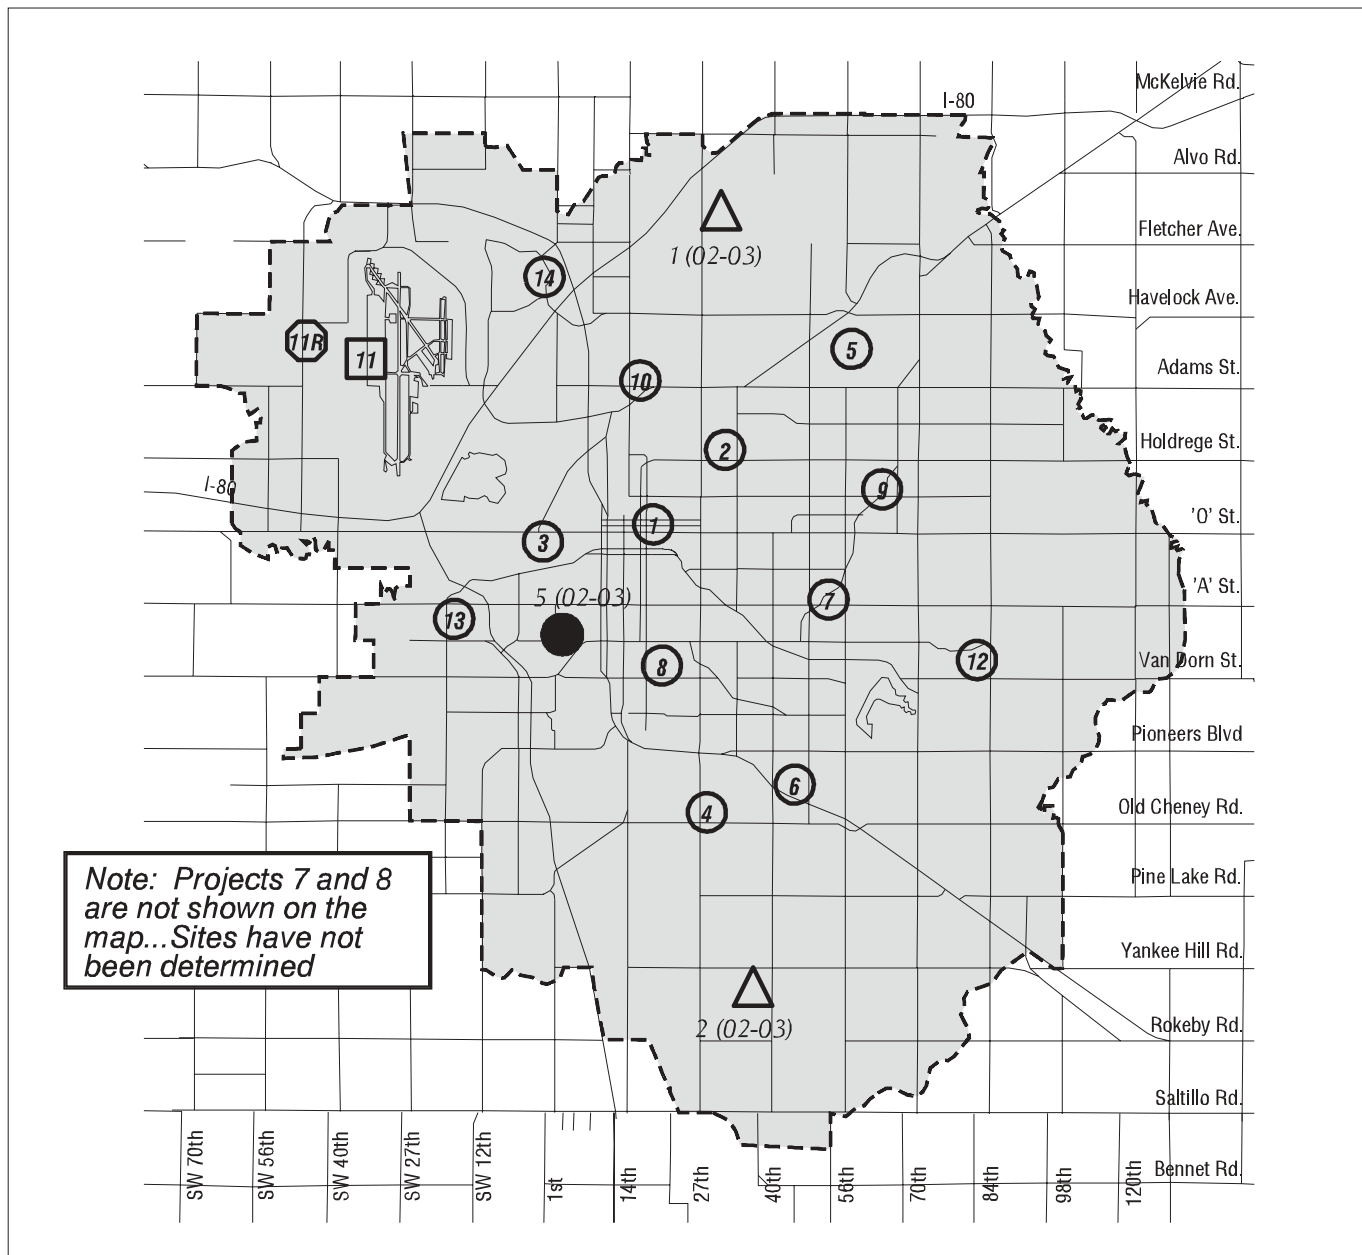 McKelvie Rd.
I-80
Alvo Rd.
1 (02-03)
Fletcher Ave.
14
Havelock Ave.
11R
11
5
Adams St.
10
2
Holdrege St.
I-80
9
1
'O' St.
3
'A' St.
5 (02-03)
7
13
8
12
Van Dorn St.
Pioneers Blvd
6
4
Old Cheney Rd.
Note: Projects 7 and 8
are not shown on the
map...Sites have not
been determined
Pine Lake Rd.
Yankee Hill Rd.
2 (02-03)
Rokeby Rd.
Saltillo Rd.
Bennet Rd.
SW 70th
SW 56th
SW 40th
SW 27th
SW 12th
1st
14th
27th
40th
56th
70th
84th
98th
120th